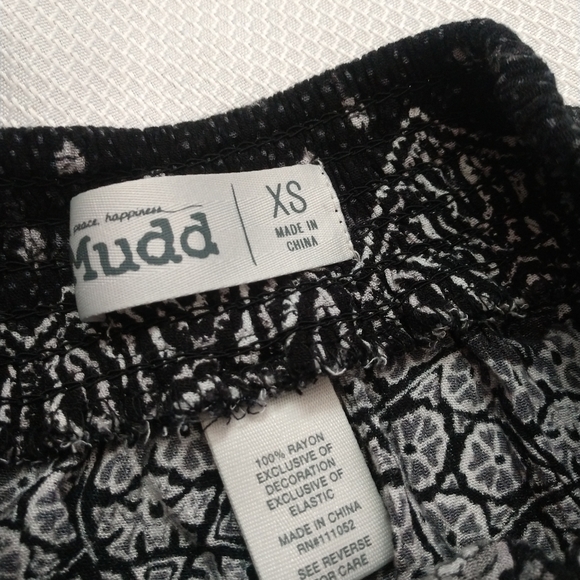 peace. happiness
Mudd
XS
MADE IN
CHINA
100% RAYON
EXCLUSIVE OF
DECORATION
EXCLUSIVE OF
ELASTIC
MADE IN CHINA
RN#111052
SEE REVERSE
FOR CARE